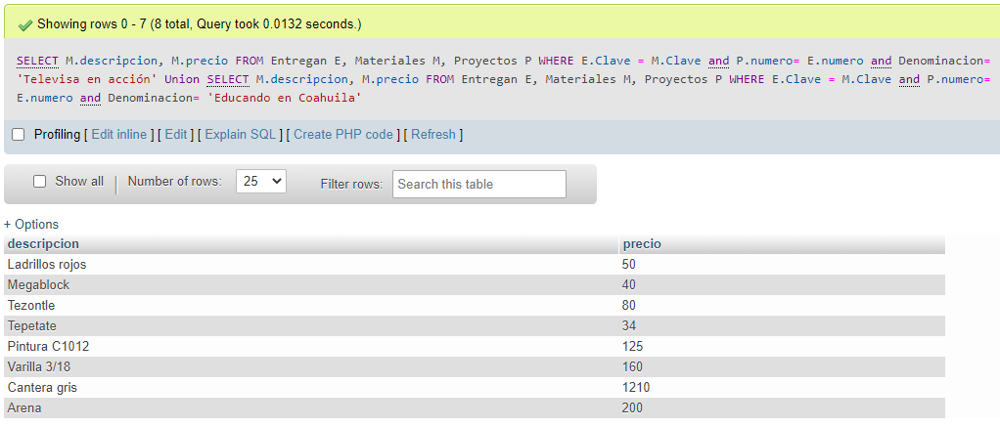 Showing rows 0 - 7 (8 total, Query took 0.0132 seconds.)
SELECT M.descripcion, M.precio FROM Entregan E, Materiales M, Proyectos P WHERE E.Clave = M.Clave and P.numero= E.numero and Denominacion=
'Televisa en acción' Union SELECT M.descripcion, M.precio FROM Entregan E, Materiales M, Proyectos P WHERE E.Clave = M.Clave and P.numero=
E.numero and Denominacion= 'Educando en Coahuila'
Profiling [ Edit inline ] [ Edit ] [ Explain SQL ] [ Create PHP code ] [ Refresh ]
Show all | Number of rows: 25 Filter rows: Search this table
+ Options
descripcion precio
Ladrillos rojos 50
Megablock 40
Tezontle 80
Tepetate 34
Pintura C1012 125
Varilla 3/18 160
Cantera gris 1210
Arena 200